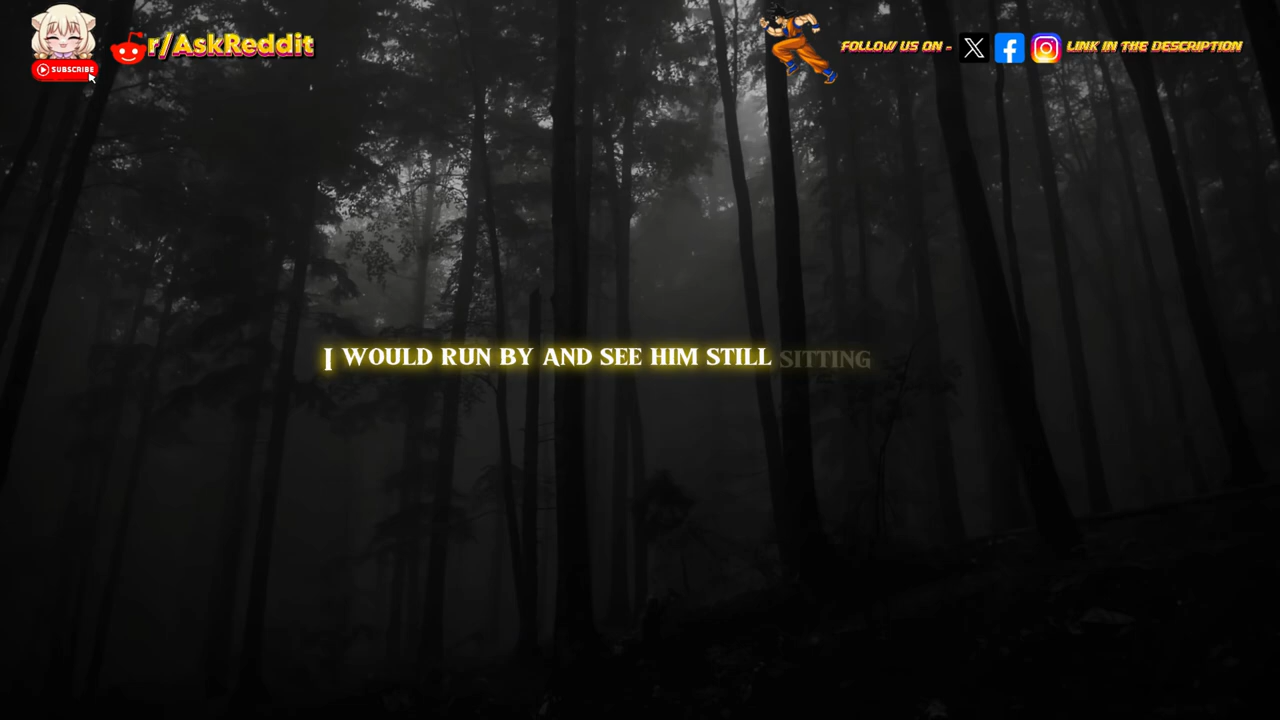 SUBSCRIBE
r/AskReddit
FOLLOW US ON -
LINK IN THE DESCRIPTION
I WOULD RUN BY AND SEE HIM STILL SITTING